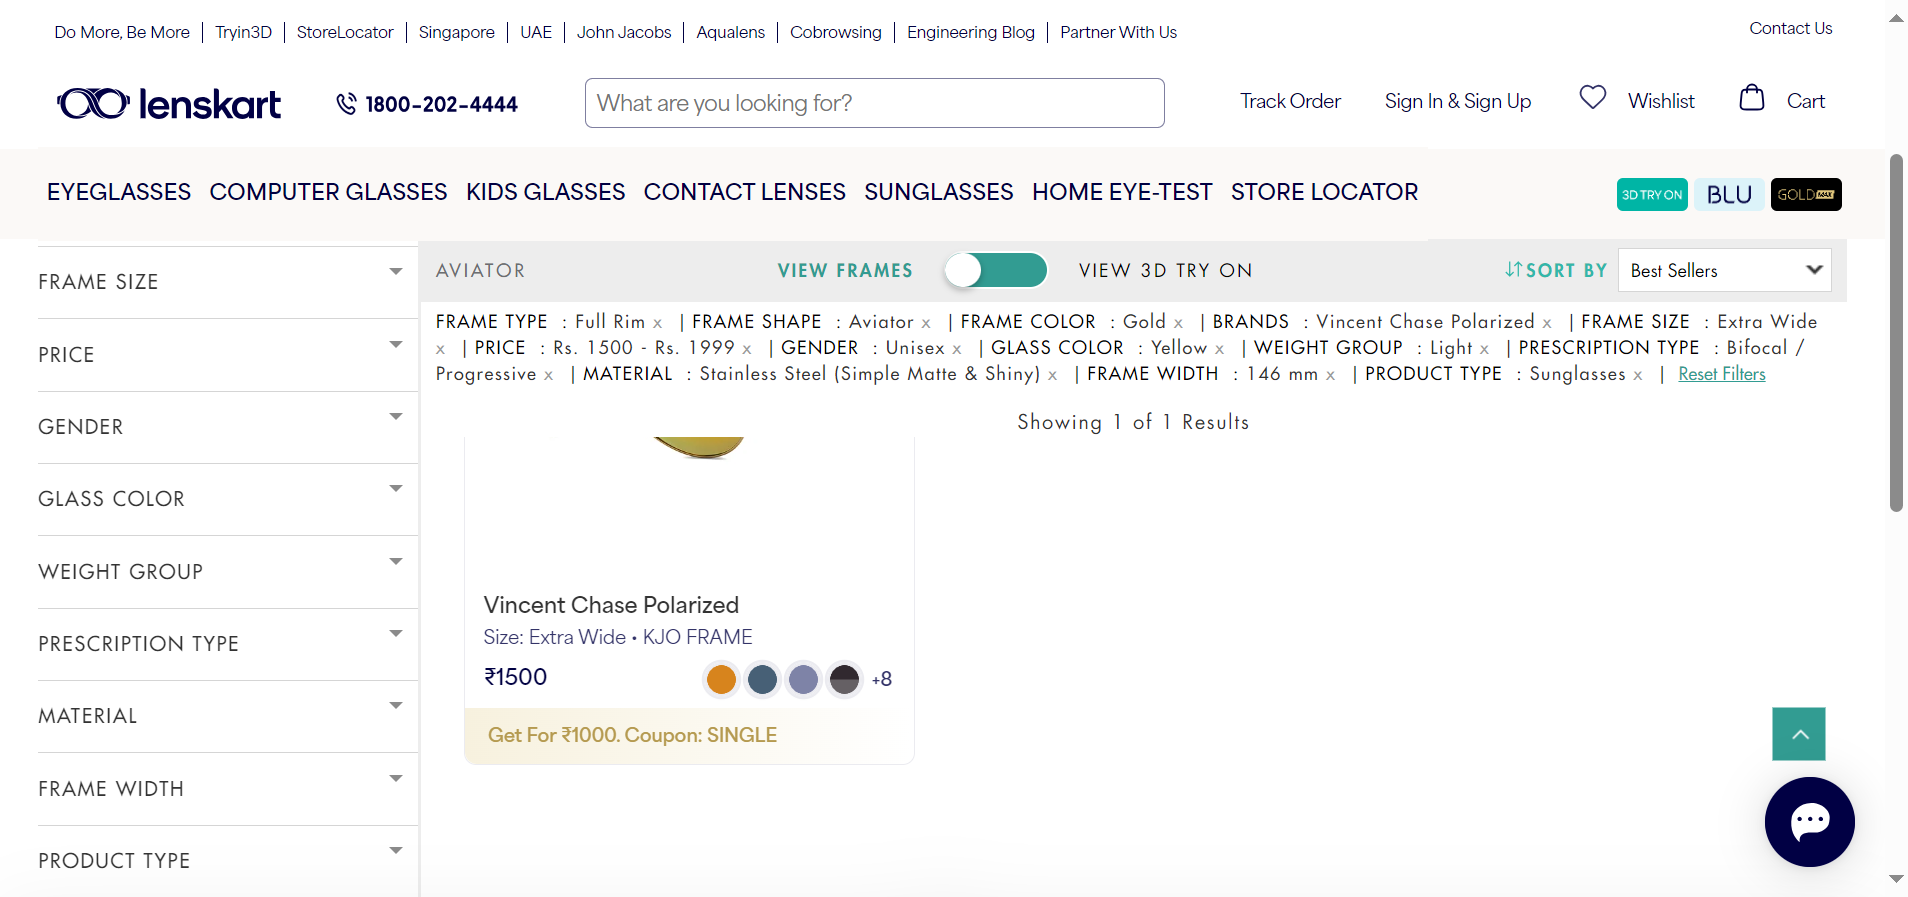 Do More, Be More | Tryin3D | StoreLocator | Singapore | UAE | John Jacobs | Aqualens | Cobrowsing | Engineering Blog | Partner With Us
Contact Us
lenskart
1800-202-4444
What are you looking for?
Track Order
Sign In & Sign Up
Wishlist
Cart
EYEGLASSES COMPUTER GLASSES KIDS GLASSES CONTACT LENSES SUNGLASSES HOME EYE-TEST STORE LOCATOR
3D TRY ON
BLU
GOLD MAX
FRAME SIZE
PRICE
GENDER
GLASS COLOR
WEIGHT GROUP
PRESCRIPTION TYPE
MATERIAL
FRAME WIDTH
PRODUCT TYPE
AVIATOR
VIEW FRAMES
VIEW 3D TRY ON
SORT BY
Best Sellers
FRAME TYPE : Full Rim x | FRAME SHAPE : Aviator x | FRAME COLOR : Gold x | BRANDS : Vincent Chase Polarized x | FRAME SIZE : Extra Wide
x | PRICE : Rs. 1500 - Rs. 1999 x | GENDER : Unisex x | GLASS COLOR : Yellow x | WEIGHT GROUP : Light x | PRESCRIPTION TYPE : Bifocal /
Progressive x | MATERIAL : Stainless Steel (Simple Matte & Shiny) x | FRAME WIDTH : 146 mm x | PRODUCT TYPE : Sunglasses x | Reset Filters
Showing 1 of 1 Results
Vincent Chase Polarized
Size: Extra Wide • KJO FRAME
₹1500
+8
Get For ₹1000. Coupon: SINGLE